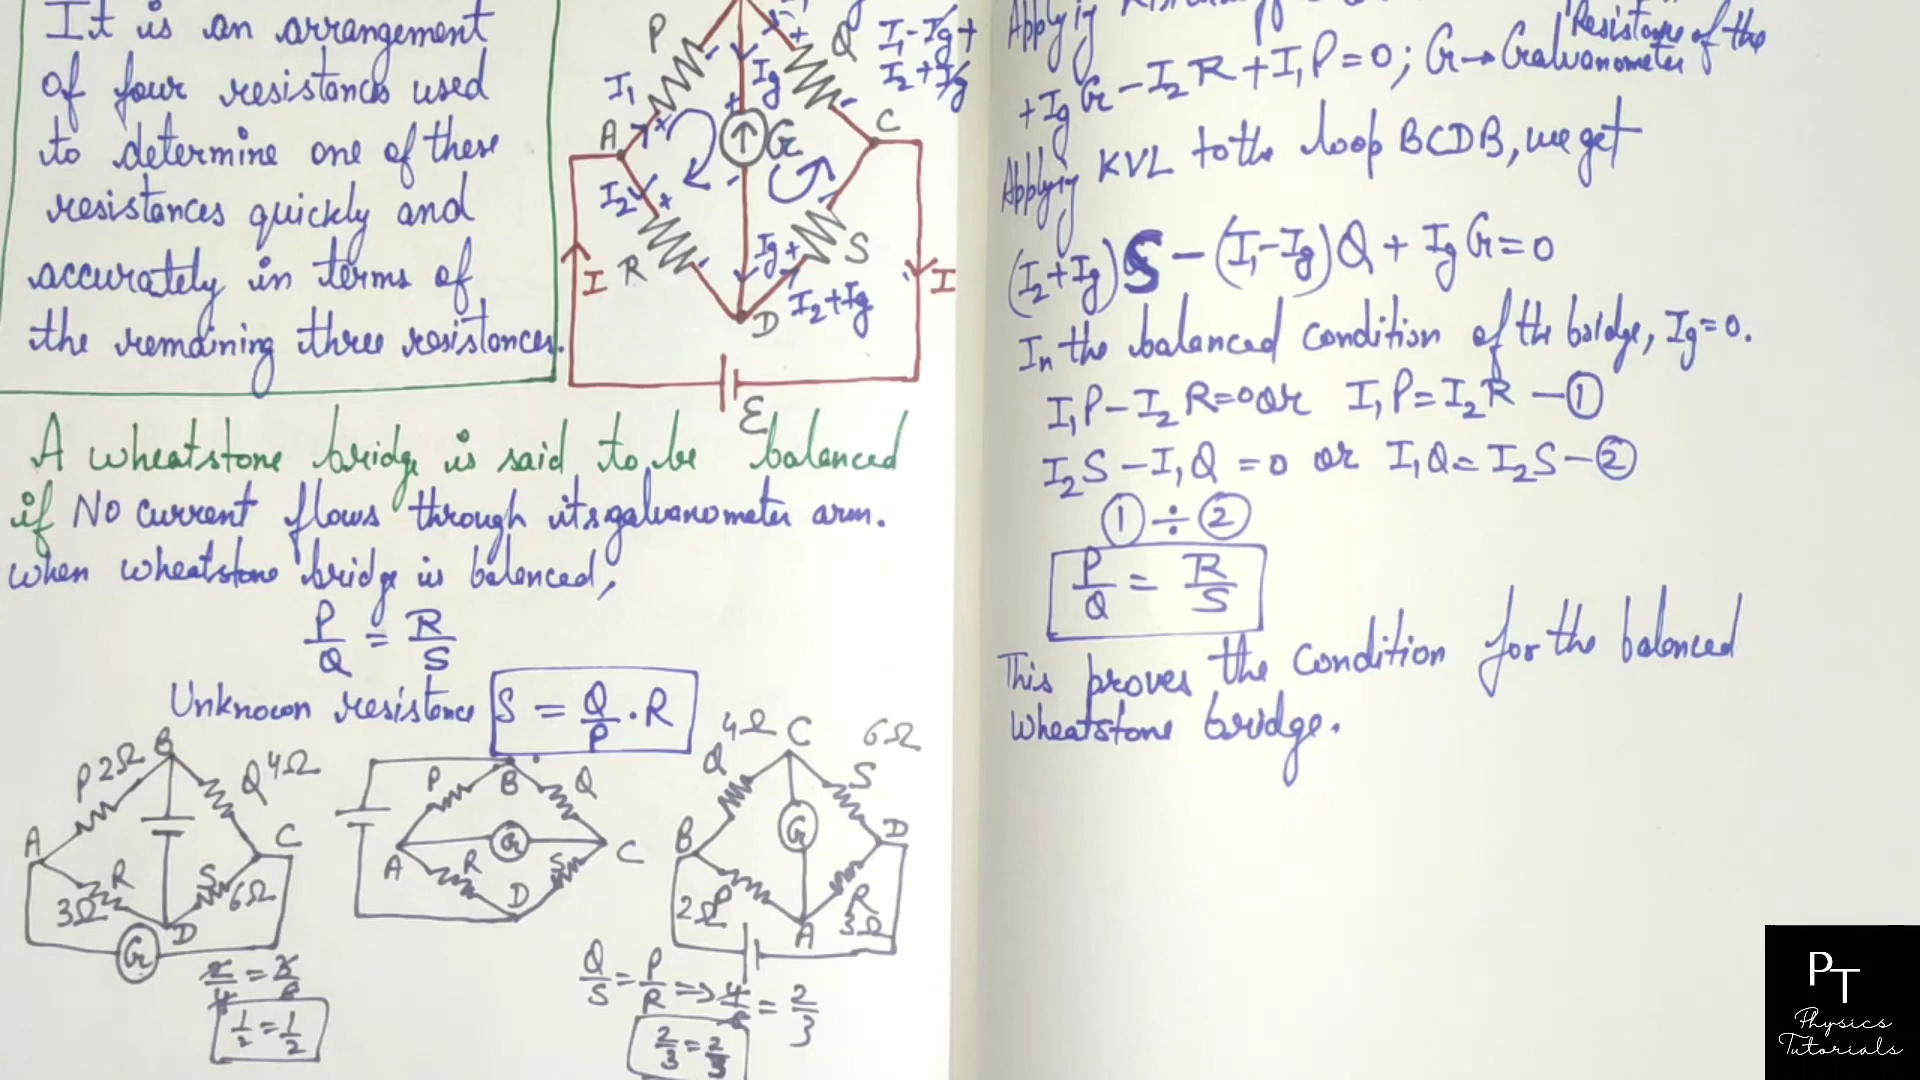 It is an arrangement
of four resistances used
to determine one of these
resistances quickly and
accurately in terms of
the remaining three resistances.
P
Q
I₁-Ig+
I₂+Ig
I₁
Ig
A
G
C
I₂
R
Ig
S
I
I
D
I₂+Ig
ε
A wheatstone bridge is said to be balanced
if No current flows through its galvanometer arm.
when wheatstone bridge is balanced,
P/Q = R/S
Unknown resistance S = Q/P . R
B
P 2Ω
Q 4Ω
A
C
R
3Ω
S
6Ω
D
G
2/4 = 3/6
1/2 = 1/2
P
B
Q
A
G
C
R
S
D
4Ω
C
6Ω
Q
S
B
G
D
2Ω
P
A
R
3Ω
Q/S = P/R => 4/6 = 2/3
2/3 = 2/3
Applying
Resistance of the
+IgG - I₂R + I₁P = 0; G → Galvanometer
Applying KVL to the loop BCDB, we get
(I₂+Ig)S - (I₁-Ig)Q + IgG = 0
In the balanced condition of the bridge, Ig = 0.
I₁P - I₂R = 0 or I₁P = I₂R - ①
I₂S - I₁Q = 0 or I₁Q = I₂S - ②
① ÷ ②
P/Q = R/S
This proves the condition for the balanced
wheatstone bridge.
PT
Physics
Tutorials